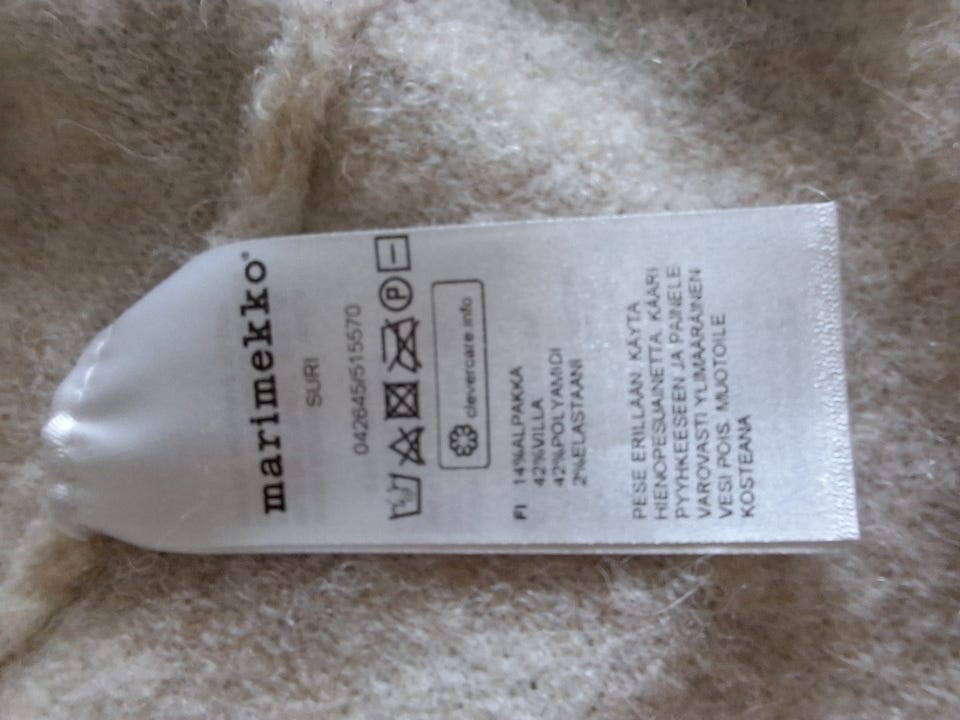 marimekko®
SURI
042645/515570
P
clevercare.info
FI 14%ALPAKKA
42%VILLA
42%POLYAMIDI
2%ELASTAANI
PESE ERILLÄÄN. KÄYTÄ
HIENOPESUAINETTA. KÄÄRI
PYYHKEESEEN JA PAINELE
VAROVASTI YLIMÄÄRÄINEN
VESI POIS. MUOTOILE
KOSTEANA